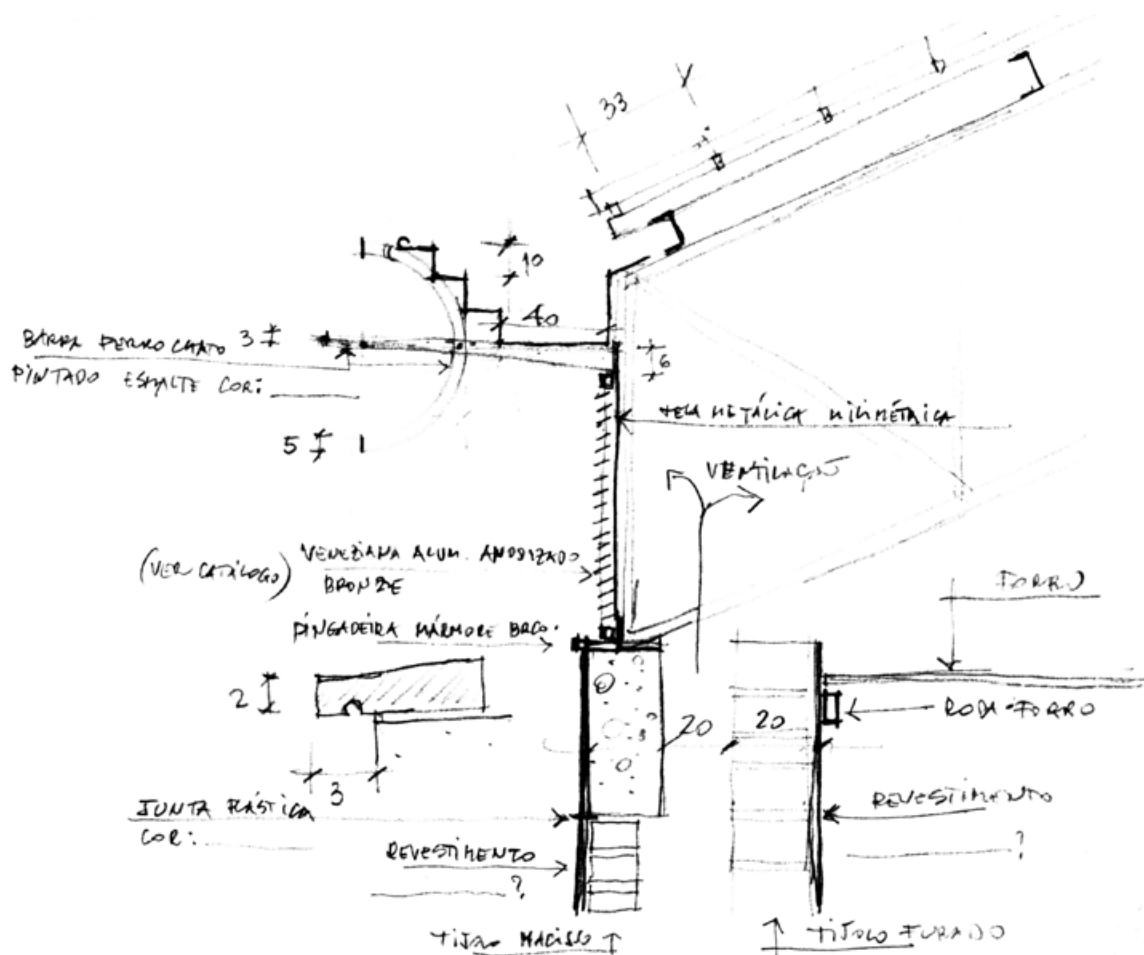 33
10
40
BARRA FERRO CHATO 3
PINTADO ESMALTE COR:
6
TELA METÁLICA MILIMÉTRICA
5
VENTILAÇÃO
(VER CATÁLOGO) VENEZIANA ALUM. ANODIZADO
BRONZE
FORRO
PINGADEIRA MÁRMORE BRCO.
2
20 20
RODA-FORRO
3
JUNTA PLÁSTICA
COR:
REVESTIMENTO
?
REVESTIMENTO
?
TIJOLO MACISSO
TIJOLO FURADO